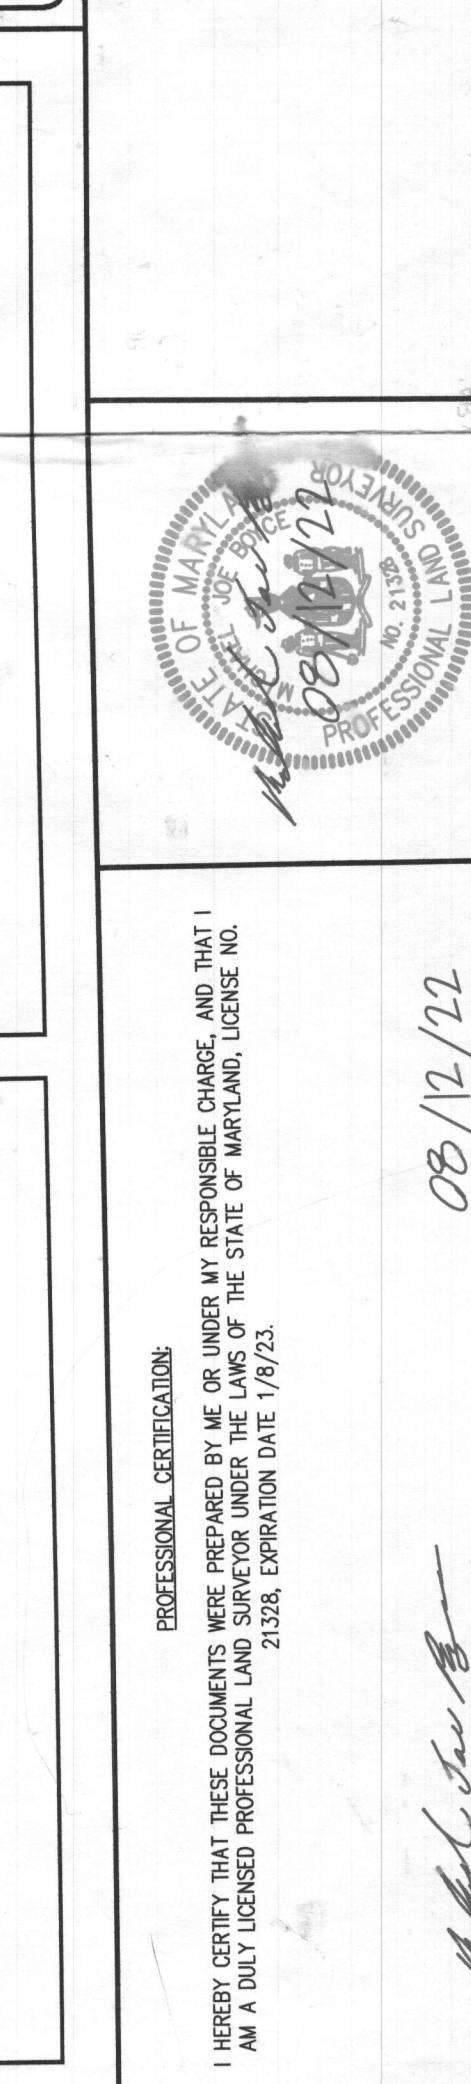 PROFESSIONAL CERTIFICATION:
I HEREBY CERTIFY THAT THESE DOCUMENTS WERE PREPARED BY ME OR UNDER MY RESPONSIBLE CHARGE, AND THAT I
AM A DULY LICENSED PROFESSIONAL LAND SURVEYOR UNDER THE LAWS OF THE STATE OF MARYLAND, LICENSE NO.
21328, EXPIRATION DATE 1/8/23.
08/12/22
STATE OF MARYLAND
JOE BOYCE
NO. 21328
PROFESSIONAL LAND SURVEYOR
08/12/22